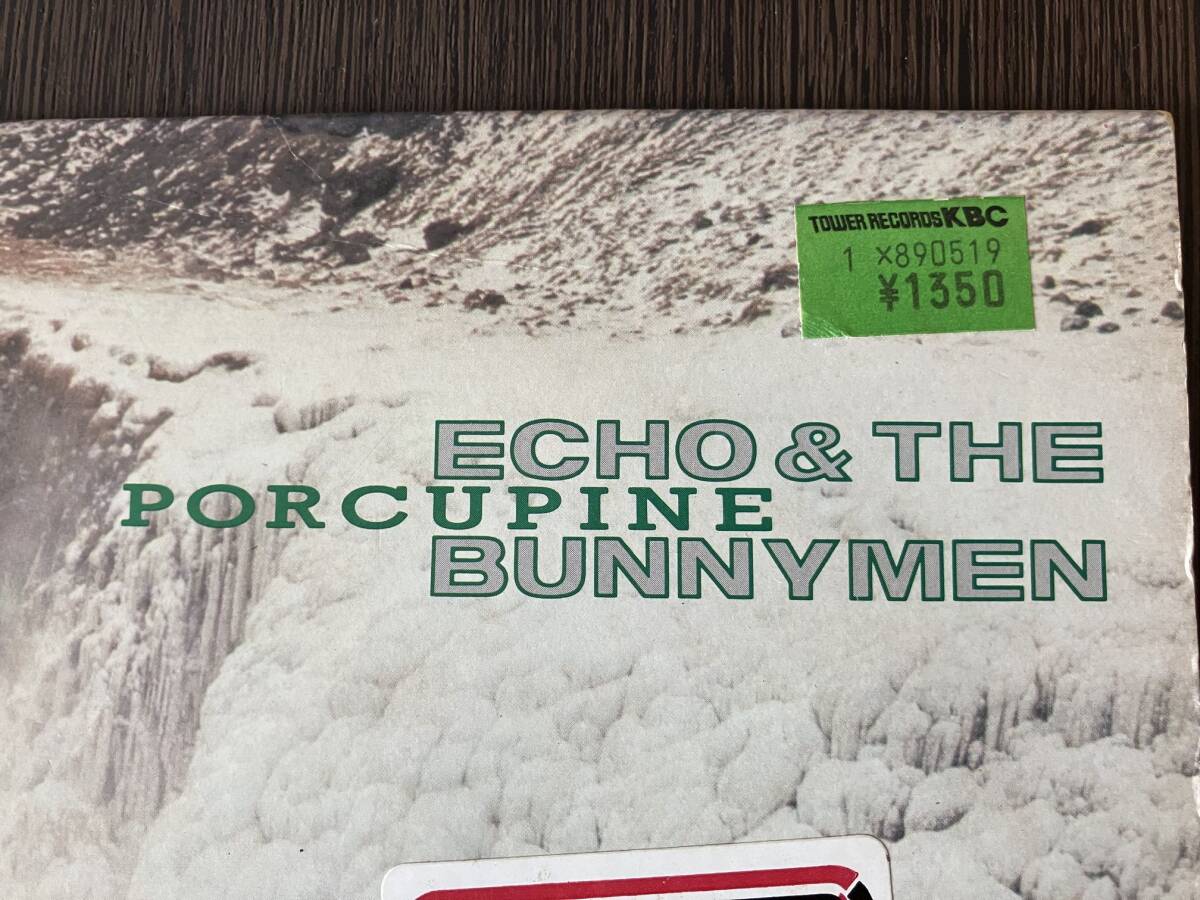 TOWER RECORDS KBC
1 ×890519
¥1350
ECHO & THE
PORCUPINE
BUNNYMEN